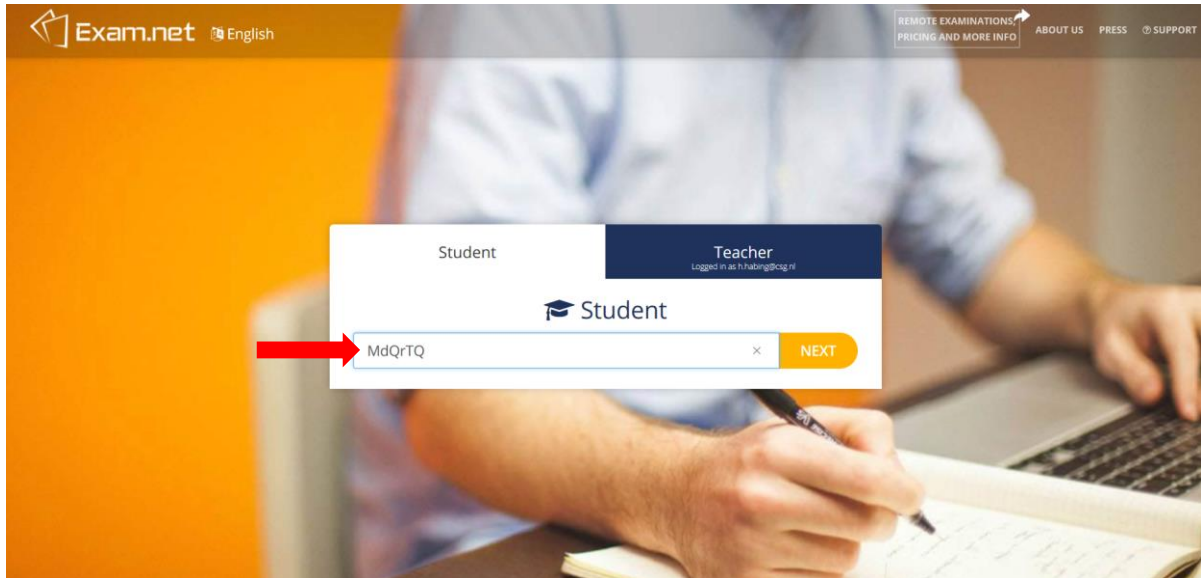 Exam.net English
REMOTE EXAMINATIONS,
PRICING AND MORE INFO
ABOUT US PRESS SUPPORT
Student
Teacher
Logged in as h.habing@csg.nl
Student
MdQrTQ × NEXT